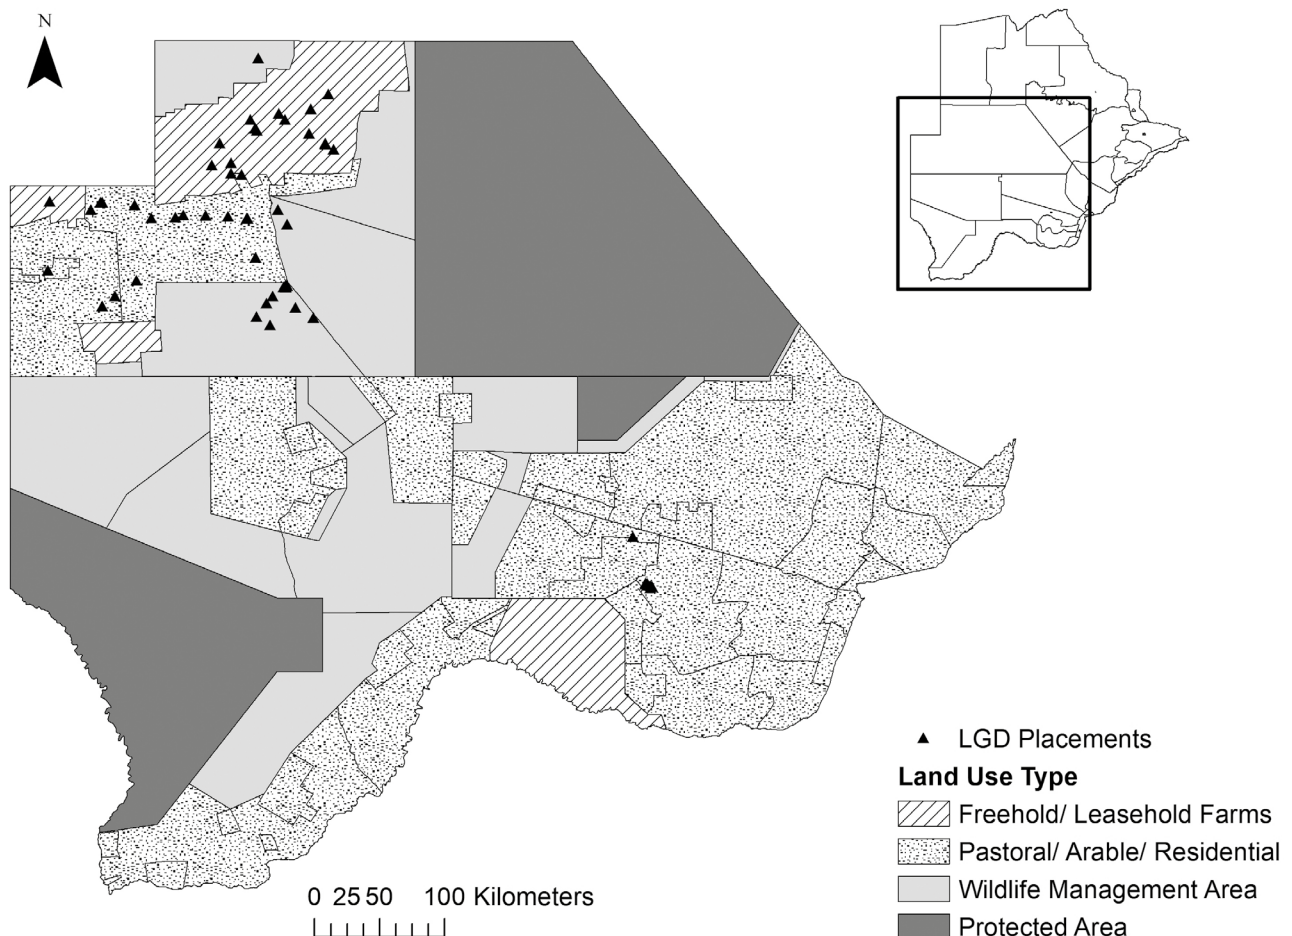 N
LGD Placements
Land Use Type
Freehold/ Leasehold Farms
Pastoral/ Arable/ Residential
Wildlife Management Area
Protected Area
0 25 50 100 Kilometers